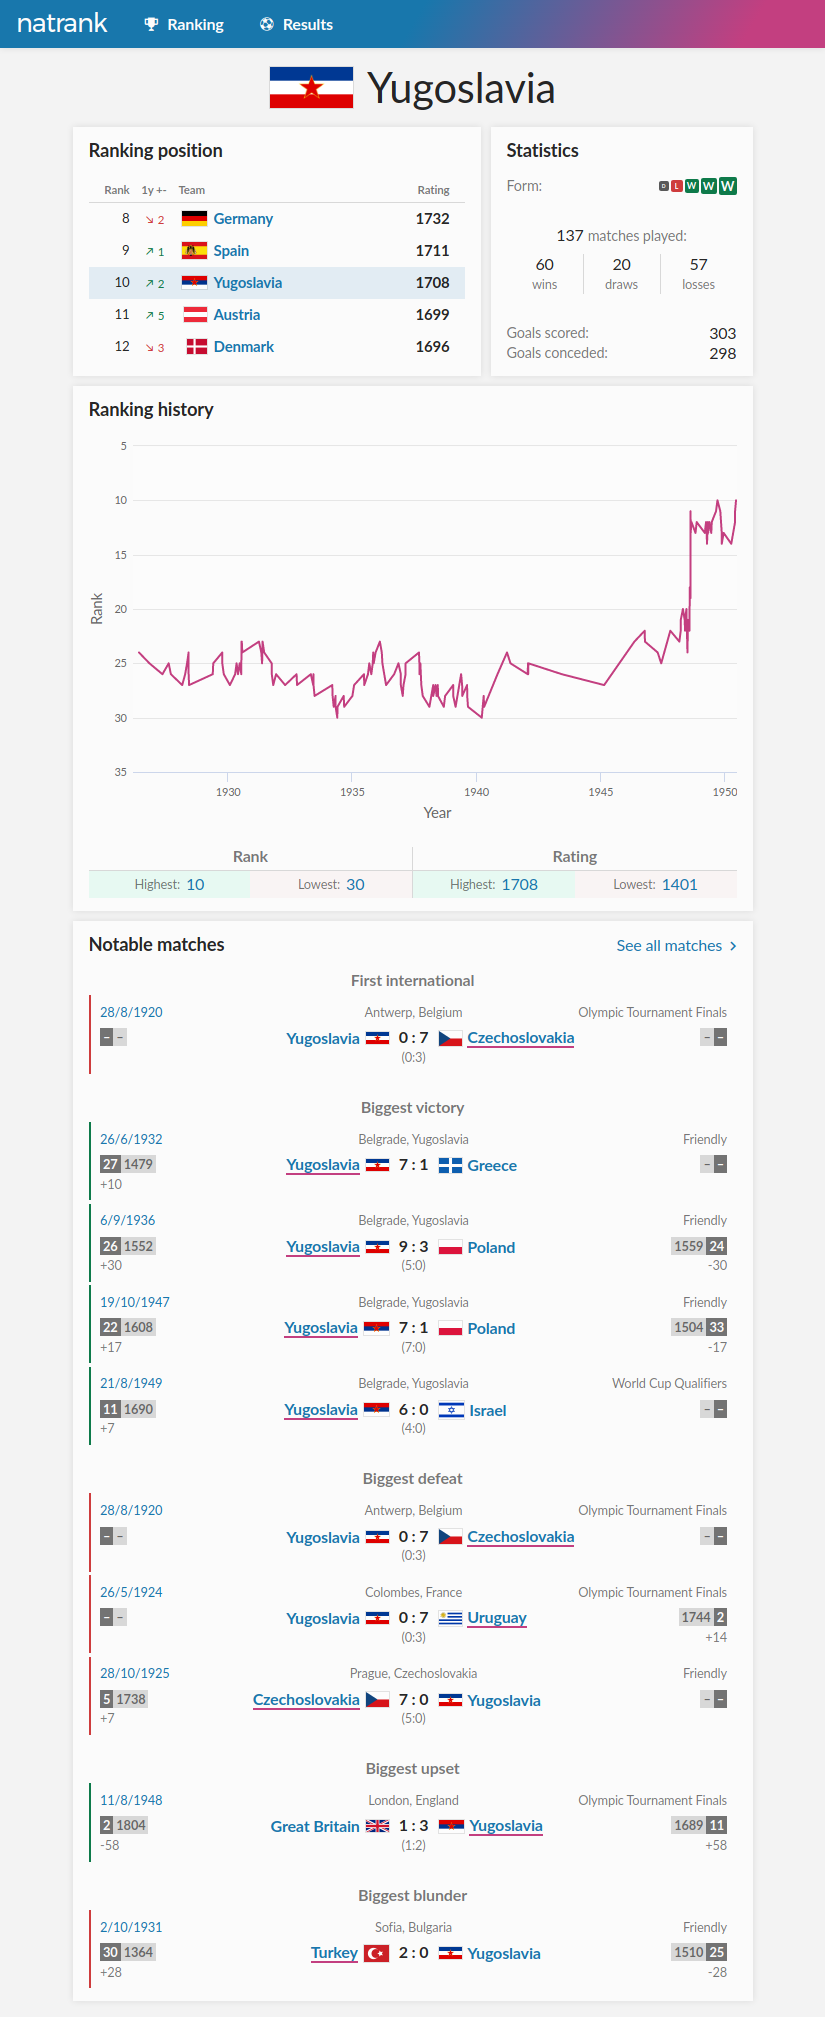 natrank Ranking Results
Yugoslavia
Ranking position
Rank 1y +- Team Rating
8 2 Germany 1732
9 1 Spain 1711
10 2 Yugoslavia 1708
11 5 Austria 1699
12 3 Denmark 1696
Statistics
Form: D L W W W
137 matches played:
60 20 57
wins draws losses
Goals scored: 303
Goals conceded: 298
Ranking history
5
10
15
20
25
30
35
Rank
1930 1935 1940 1945 1950
Year
Rank Rating
Highest: 10 Lowest: 30 Highest: 1708 Lowest: 1401
Notable matches See all matches
First international
28/8/1920 Antwerp, Belgium Olympic Tournament Finals
– – Yugoslavia 0 : 7 Czechoslovakia – –
(0:3)
Biggest victory
26/6/1932 Belgrade, Yugoslavia Friendly
27 1479 Yugoslavia 7 : 1 Greece – –
+10
6/9/1936 Belgrade, Yugoslavia Friendly
26 1552 Yugoslavia 9 : 3 Poland 1559 24
+30 (5:0) -30
19/10/1947 Belgrade, Yugoslavia Friendly
22 1608 Yugoslavia 7 : 1 Poland 1504 33
+17 (7:0) -17
21/8/1949 Belgrade, Yugoslavia World Cup Qualifiers
11 1690 Yugoslavia 6 : 0 Israel – –
+7 (4:0)
Biggest defeat
28/8/1920 Antwerp, Belgium Olympic Tournament Finals
– – Yugoslavia 0 : 7 Czechoslovakia – –
(0:3)
26/5/1924 Colombes, France Olympic Tournament Finals
– – Yugoslavia 0 : 7 Uruguay 1744 2
(0:3) +14
28/10/1925 Prague, Czechoslovakia Friendly
5 1738 Czechoslovakia 7 : 0 Yugoslavia – –
+7 (5:0)
Biggest upset
11/8/1948 London, England Olympic Tournament Finals
2 1804 Great Britain 1 : 3 Yugoslavia 1689 11
-58 (1:2) +58
Biggest blunder
2/10/1931 Sofia, Bulgaria Friendly
30 1364 Turkey 2 : 0 Yugoslavia 1510 25
+28 -28